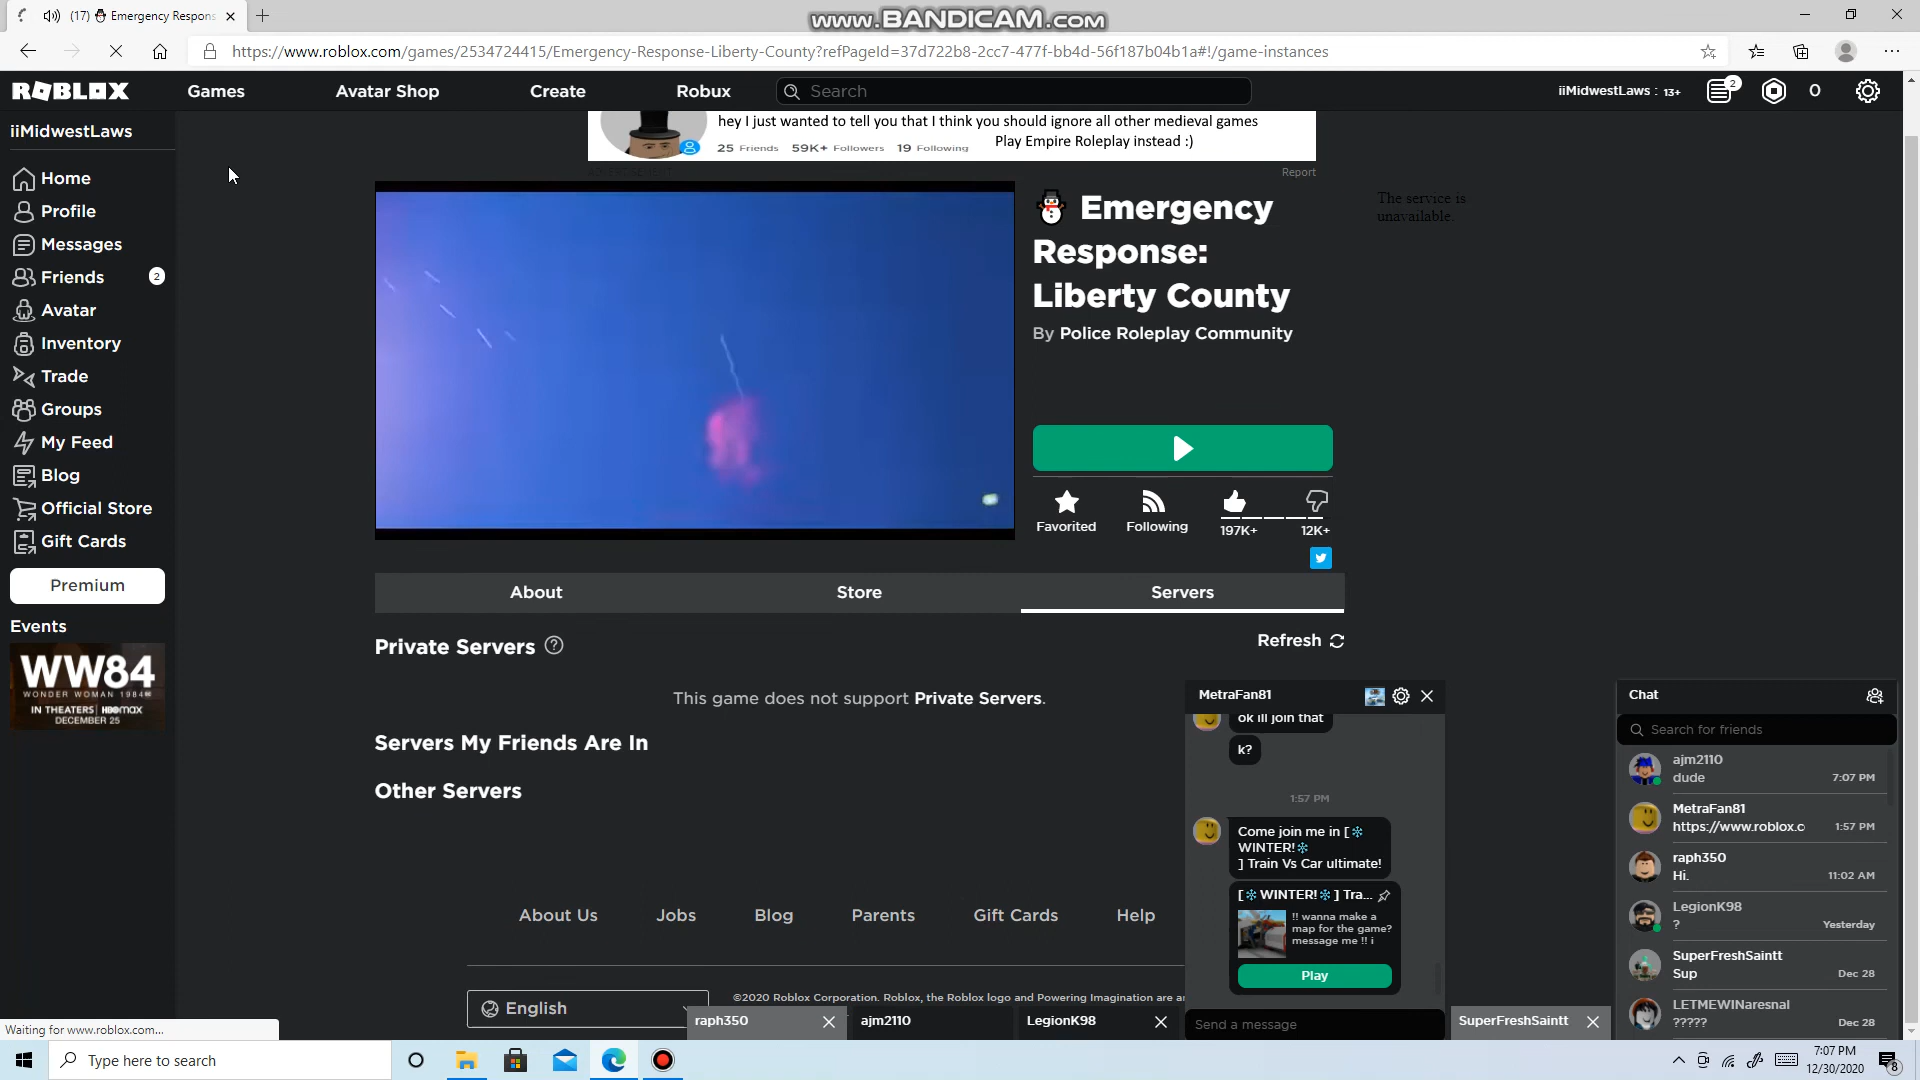 (17) Emergency Respons
www.BANDICAM.com
https://www.roblox.com/games/2534724415/Emergency-Response-Liberty-County?refPageId=37d722b8-2cc7-477f-bb4d-56f187b04b1a#!/game-instances
ROBLOX
Games
Avatar Shop
Create
Robux
Search
iiMidwestLaws : 13+
2
0
iiMidwestLaws
Home
Profile
Messages
Friends
2
Avatar
Inventory
Trade
Groups
My Feed
Blog
Official Store
Gift Cards
Premium
Events
WW84
WONDER WOMAN 1984
IN THEATERS | HBOmax
DECEMBER 25
hey I just wanted to tell you that I think you should ignore all other medieval games
Play Empire Roleplay instead :)
25 Friends 59K+ Followers 19 Following
ADVERTISEMENT
Report
Emergency
Response:
Liberty County
By Police Roleplay Community
The service is
unavailable.
Favorited
Following
197K+
12K+
About
Store
Servers
Private Servers
Refresh
This game does not support Private Servers.
Servers My Friends Are In
Other Servers
About Us
Jobs
Blog
Parents
Gift Cards
Help
English
©2020 Roblox Corporation. Roblox, the Roblox logo and Powering Imagination are a
MetraFan81
ok ill join that
k?
1:57 PM
Come join me in [❄
WINTER!❄
] Train Vs Car ultimate!
[❄WINTER!❄] Tra...
!! wanna make a
map for the game?
message me !! i
Play
Send a message
Chat
Search for friends
ajm2110
dude
7:07 PM
MetraFan81
https://www.roblox.c
1:57 PM
raph350
Hi.
11:02 AM
LegionK98
?
Yesterday
SuperFreshSaintt
Sup
Dec 28
LETMEWINaresnal
?????
Dec 28
raph350
ajm2110
LegionK98
SuperFreshSaintt
Waiting for www.roblox.com...
Type here to search
7:07 PM
12/30/2020
8